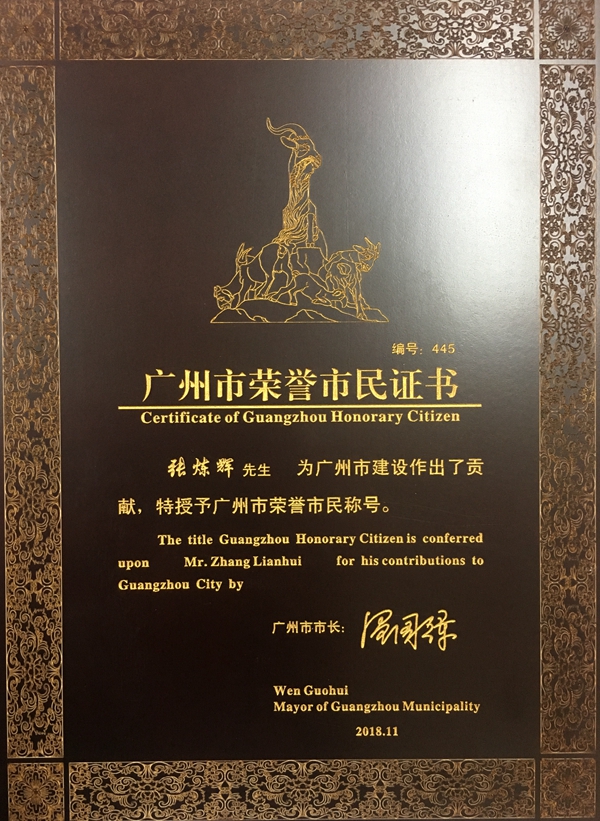 编号: 445
广州市荣誉市民证书
Certificate of Guangzhou Honorary Citizen
张炼辉 先生 为广州市建设作出了贡
献，特授予广州市荣誉市民称号。
The title Guangzhou Honorary Citizen is conferred
upon Mr. Zhang Lianhui for his contributions to
Guangzhou City by
广州市市长: 温国辉
Wen Guohui
Mayor of Guangzhou Municipality
2018.11